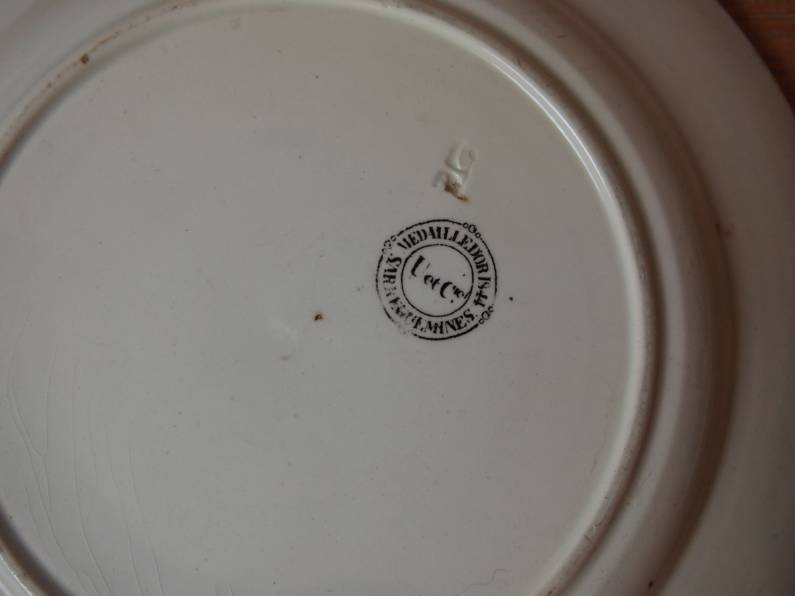 MEDAILLE D'OR 1844
U et Cie
SARREGUEMINES